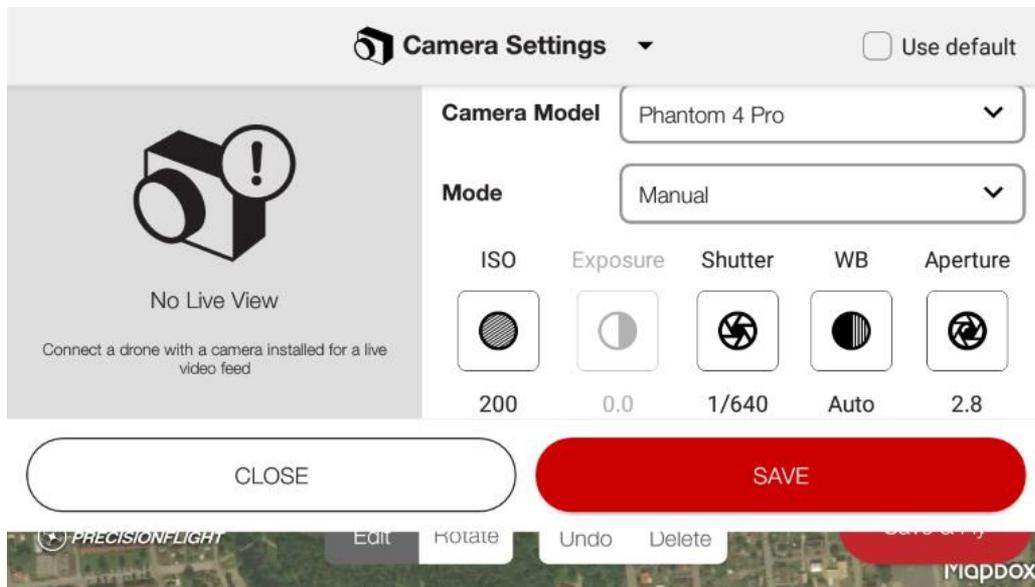 Camera Settings
Use default
Camera Model
Phantom 4 Pro
Mode
Manual
ISO Exposure Shutter WB Aperture
No Live View
Connect a drone with a camera installed for a live
video feed
200 0.0 1/640 Auto 2.8
CLOSE
SAVE
PRECISIONFLIGHT
Edit Rotate Undo Delete
Mapbox